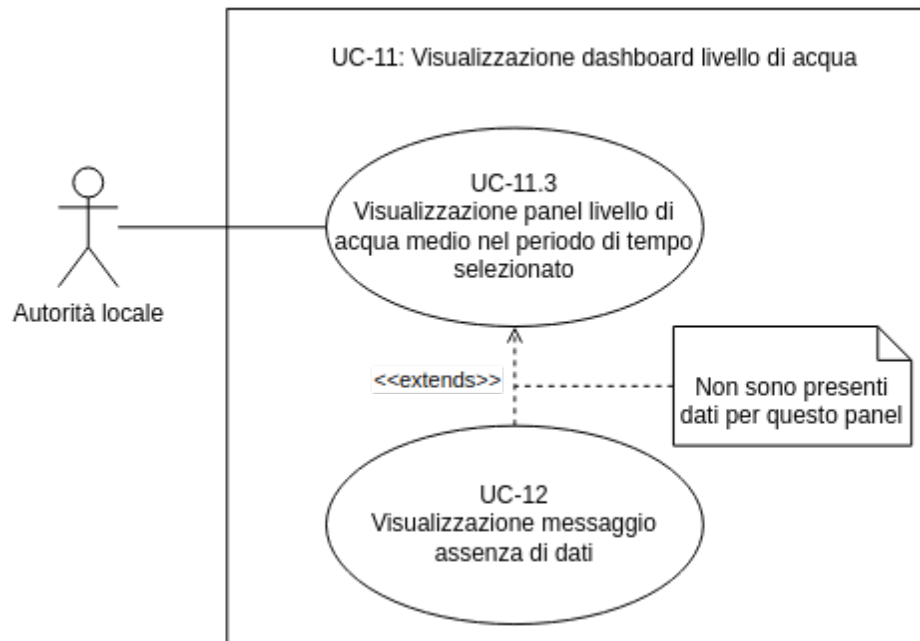 UC-11: Visualizzazione dashboard livello di acqua
UC-11.3
Visualizzazione panel livello di
acqua medio nel periodo di tempo
selezionato
Autorità locale
<<extends>>
Non sono presenti
dati per questo panel
UC-12
Visualizzazione messaggio
assenza di dati